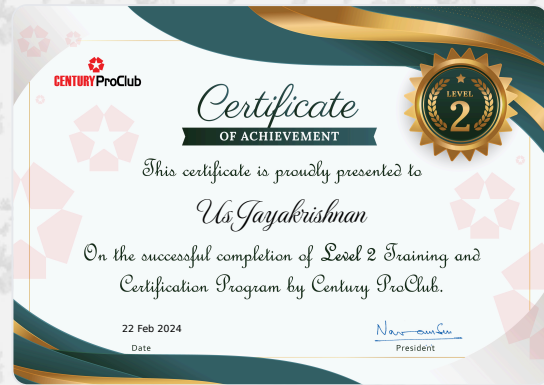 CENTURY ProClub
Certificate
OF ACHIEVEMENT
LEVEL
2
This certificate is proudly presented to
Us Jayakrishnan
On the successful completion of Level 2 Training and
Certification Program by Century ProClub.
22 Feb 2024
Date
President